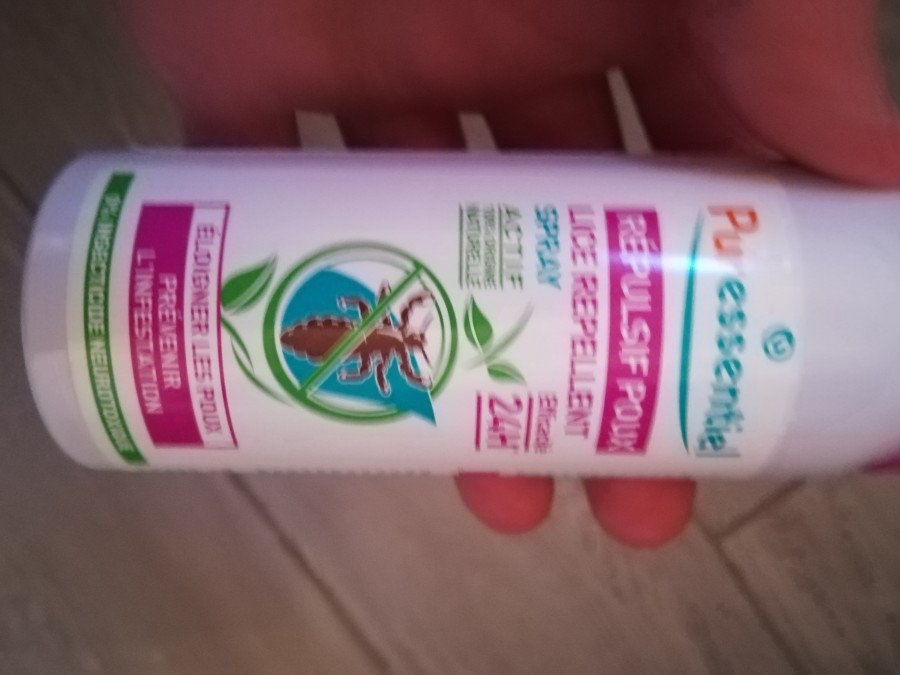 Puressentiel
RÉPULSIF POUX
LICE REPELLENT
SPRAY
ACTIF
D'ORIGINE
NATURELLE
Efficacité
24H
ÉLOIGNER LES POUX
PRÉVENIR
L'INFESTATION
0% INSECTICIDE NEUROTOXIQUE